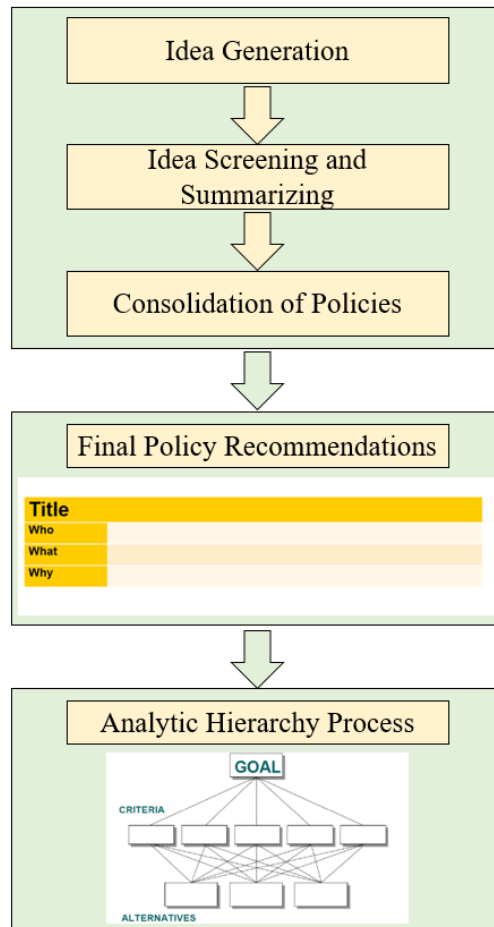 Idea Generation
Idea Screening and
Summarizing
Consolidation of Policies
Final Policy Recommendations
Title
Who
What
Why
Analytic Hierarchy Process
GOAL
CRITERIA
ALTERNATIVES